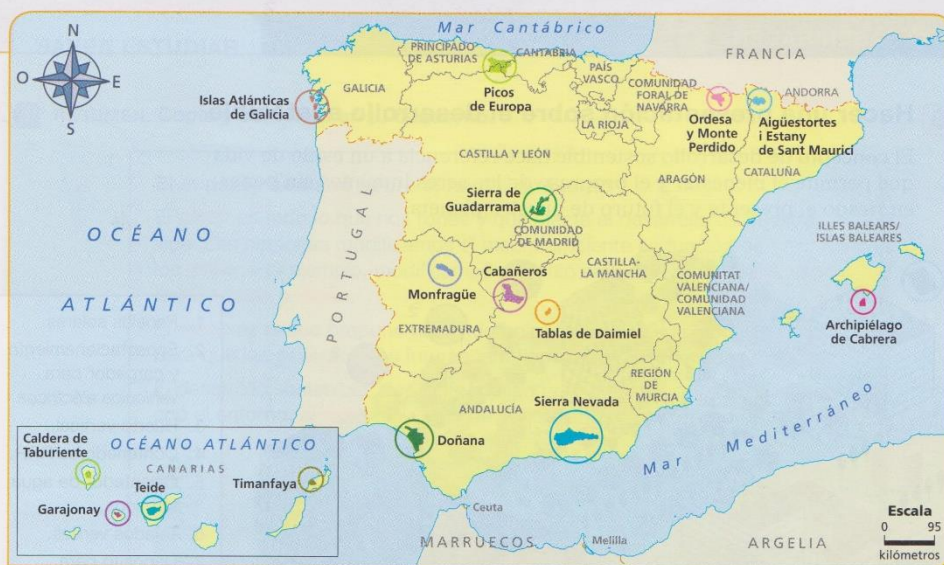 Mar Cantábrico
N
O
E
S
PRINCIPADO
DE ASTURIAS
CANTABRIA
PAÍS
VASCO
FRANCIA
GALICIA
Picos
de Europa
COMUNIDAD
FORAL DE
NAVARRA
ANDORRA
Islas Atlánticas
de Galicia
LA RIOJA
Ordesa
y Monte
Perdido
Aigüestortes
i Estany
de Sant Maurici
CASTILLA Y LEÓN
CATALUÑA
ARAGÓN
Sierra de
Guadarrama
COMUNIDAD
DE MADRID
ILLES BALEARS/
ISLAS BALEARES
OCÉANO
ATLÁNTICO
PORTUGAL
Monfragüe
Cabañeros
CASTILLA-
LA MANCHA
COMUNITAT
VALENCIANA/
COMUNIDAD
VALENCIANA
EXTREMADURA
Tablas de Daimiel
Archipiélago
de Cabrera
REGIÓN
DE
MURCIA
ANDALUCÍA
Sierra Nevada
Doñana
Mar Mediterráneo
Caldera de
Taburiente
OCÉANO ATLÁNTICO
CANARIAS
Teide
Timanfaya
Garajonay
Ceuta
Melilla
MARRUECOS
ARGELIA
Escala
0 95
kilómetros